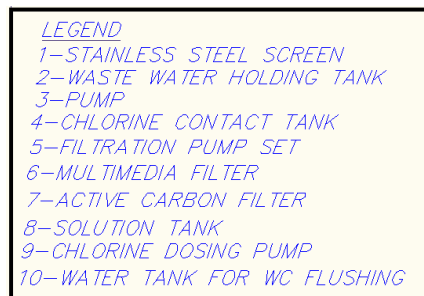 LEGEND
1-STAINLESS STEEL SCREEN
2-WASTE WATER HOLDING TANK
3-PUMP
4-CHLORINE CONTACT TANK
5-FILTRATION PUMP SET
6-MULTIMEDIA FILTER
7-ACTIVE CARBON FILTER
8-SOLUTION TANK
9-CHLORINE DOSING PUMP
10-WATER TANK FOR WC FLUSHING